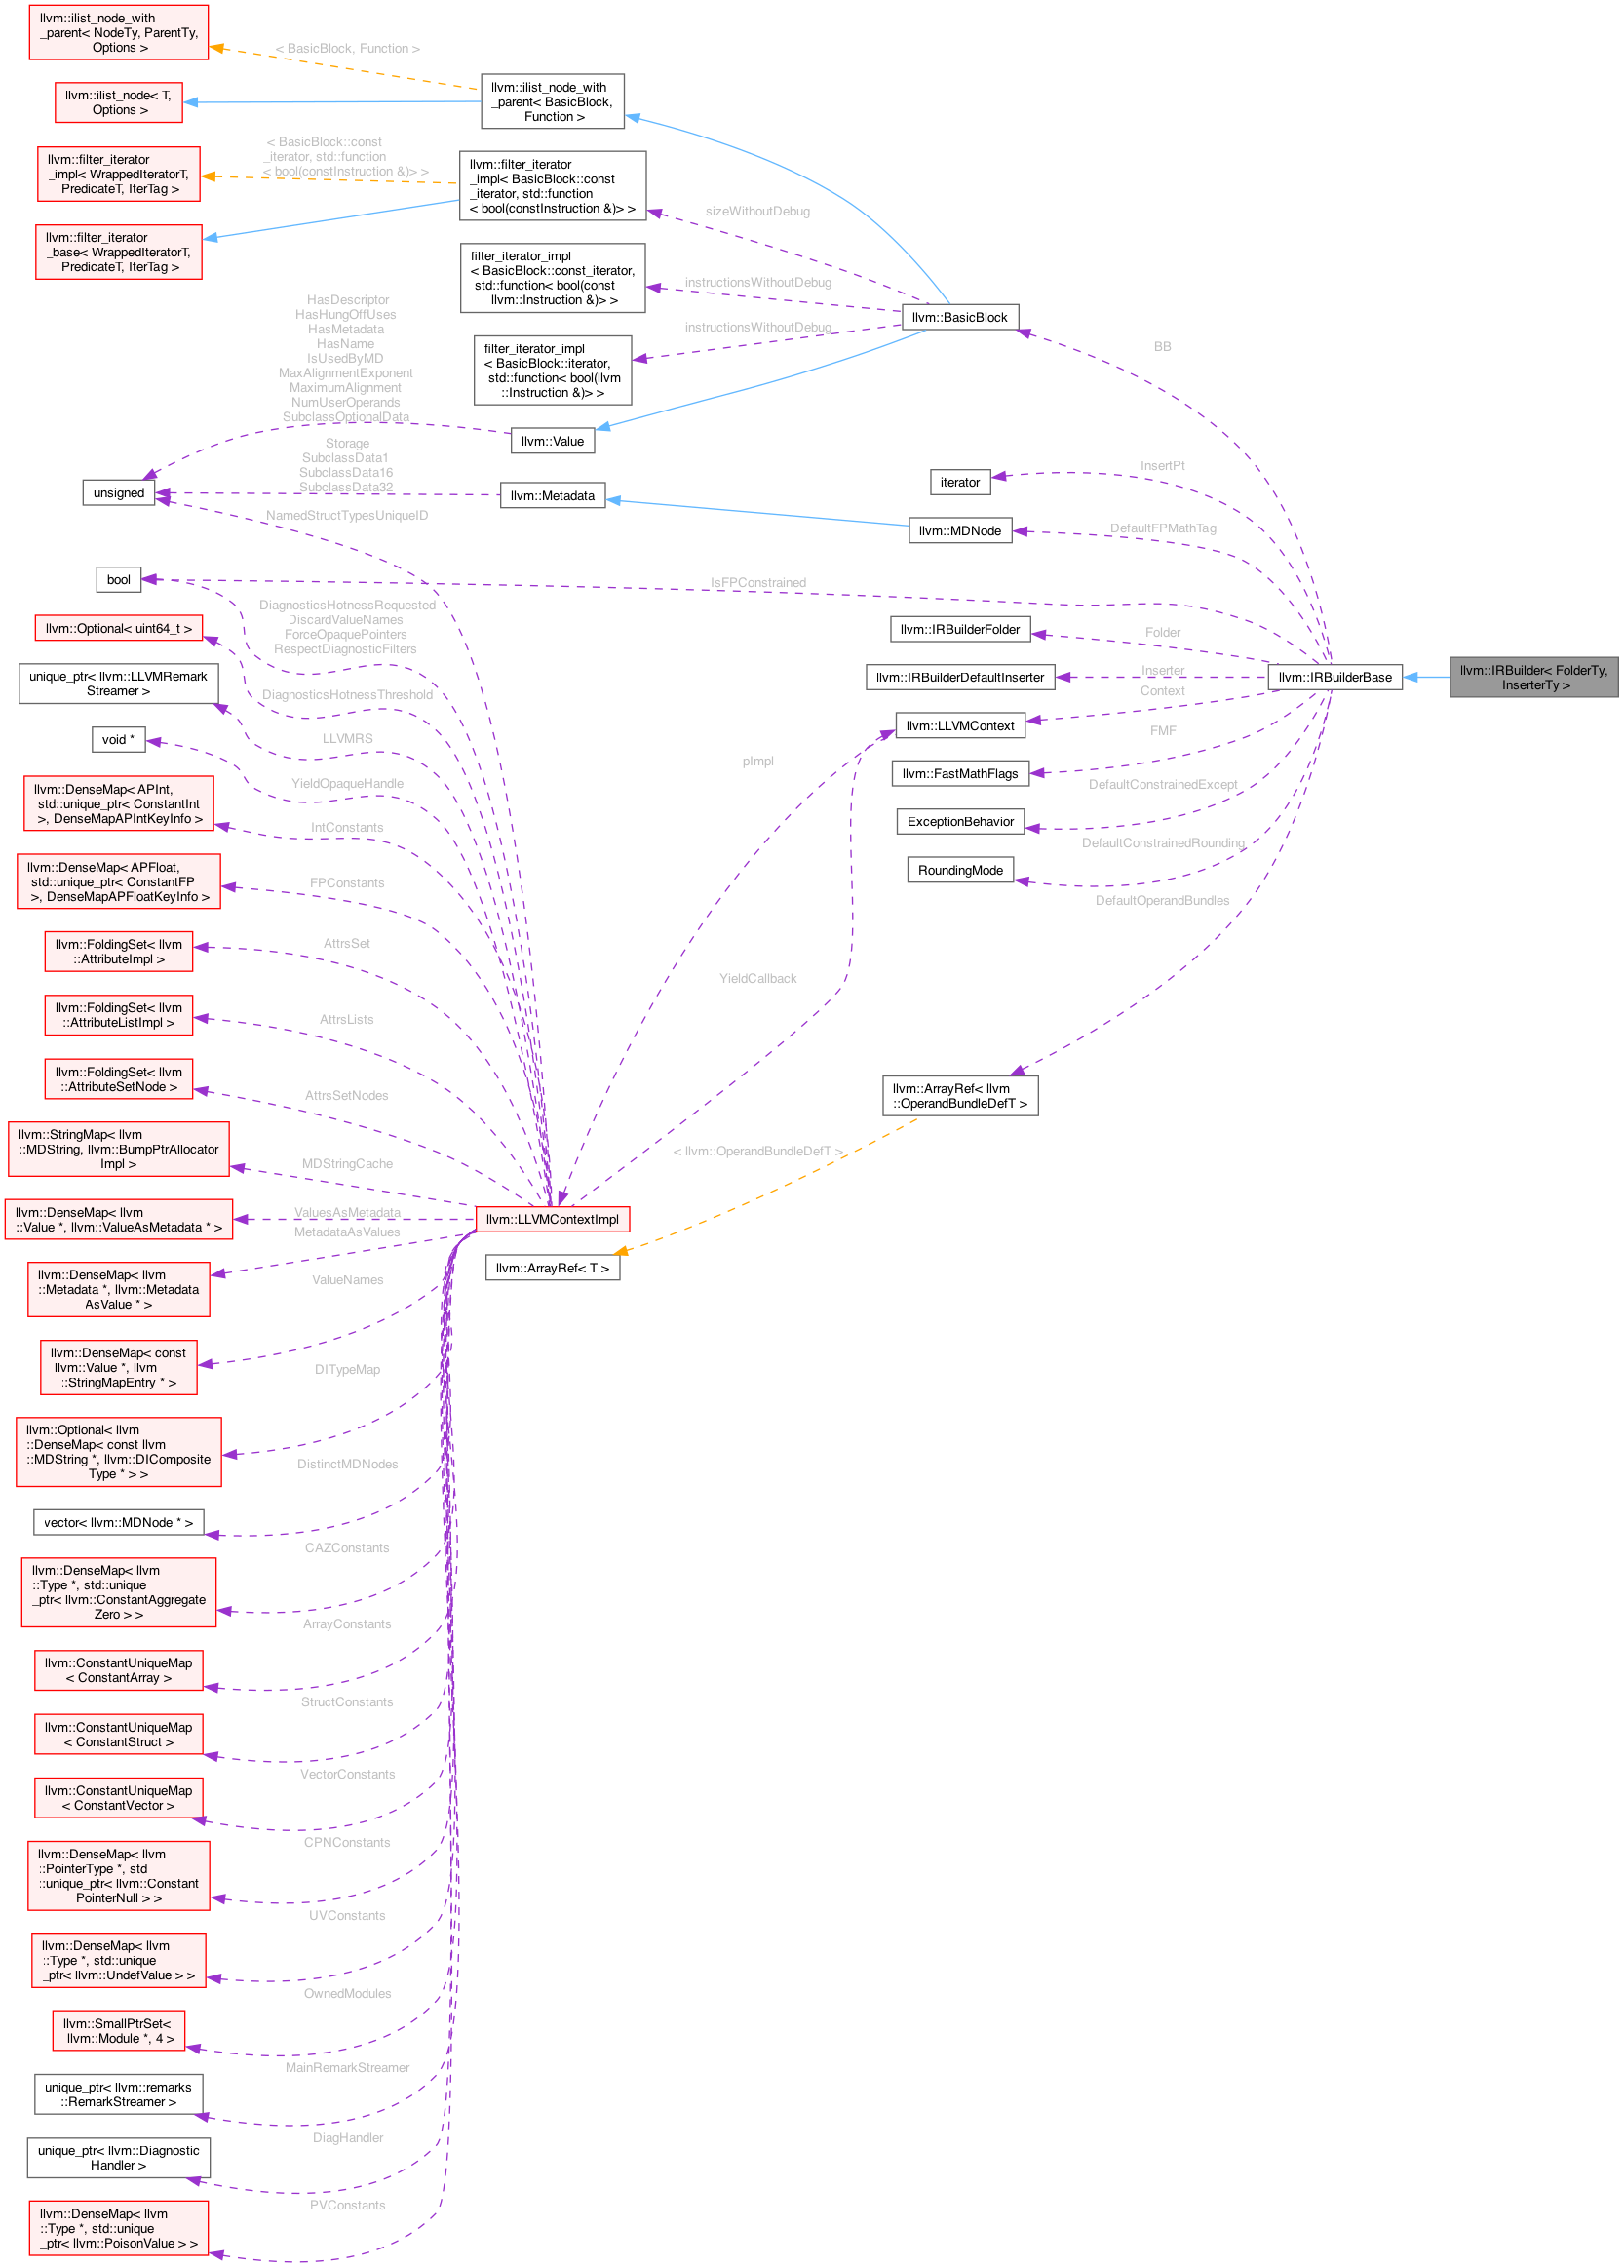 llvm::ilist_node_with
_parent< NodeTy, ParentTy,
Options >
< BasicBlock, Function >
llvm::ilist_node< T,
Options >
llvm::ilist_node_with
_parent< BasicBlock,
Function >
llvm::filter_iterator
_impl< WrappedIteratorT,
PredicateT, IterTag >
< BasicBlock::const
_iterator, std::function
< bool(constInstruction &)> >
llvm::filter_iterator
_impl< BasicBlock::const
_iterator, std::function
< bool(constInstruction &)> >
llvm::filter_iterator
_base< WrappedIteratorT,
PredicateT, IterTag >
sizeWithoutDebug
filter_iterator_impl
< BasicBlock::const_iterator,
std::function< bool(const
llvm::Instruction &)> >
instructionsWithoutDebug
instructionsWithoutDebug
filter_iterator_impl
< BasicBlock::iterator,
std::function< bool(llvm
::Instruction &)> >
llvm::BasicBlock
BB
HasDescriptor
HasHungOffUses
HasMetadata
HasName
IsUsedByMD
MaxAlignmentExponent
MaximumAlignment
NumUserOperands
SubclassOptionalData
llvm::Value
Storage
SubclassData1
SubclassData16
SubclassData32
unsigned
llvm::Metadata
iterator
InsertPt
NamedStructTypesUniqueID
llvm::MDNode
DefaultFPMathTag
bool
IsFPConstrained
DiagnosticsHotnessRequested
DiscardValueNames
ForceOpaquePointers
RespectDiagnosticFilters
llvm::Optional< uint64_t >
llvm::IRBuilderFolder
Folder
unique_ptr< llvm::LLVMRemark
Streamer >
DiagnosticsHotnessThreshold
llvm::IRBuilderDefaultInserter
Inserter
llvm::IRBuilderBase
llvm::IRBuilder< FolderTy,
InserterTy >
Context
void *
LLVMRS
llvm::LLVMContext
FMF
pImpl
llvm::FastMathFlags
YieldOpaqueHandle
DefaultConstrainedExcept
llvm::DenseMap< APInt,
std::unique_ptr< ConstantInt
>, DenseMapAPIntKeyInfo >
IntConstants
ExceptionBehavior
DefaultConstrainedRounding
llvm::DenseMap< APFloat,
std::unique_ptr< ConstantFP
>, DenseMapAPFloatKeyInfo >
FPConstants
RoundingMode
DefaultOperandBundles
llvm::FoldingSet< llvm
::AttributeImpl >
AttrsSet
YieldCallback
llvm::FoldingSet< llvm
::AttributeListImpl >
AttrsLists
llvm::FoldingSet< llvm
::AttributeSetNode >
AttrsSetNodes
llvm::ArrayRef< llvm
::OperandBundleDefT >
llvm::StringMap< llvm
::MDString, llvm::BumpPtrAllocator
Impl >
MDStringCache
< llvm::OperandBundleDefT >
llvm::DenseMap< llvm
::Value *, llvm::ValueAsMetadata * >
ValuesAsMetadata
llvm::LLVMContextImpl
MetadataAsValues
llvm::ArrayRef< T >
llvm::DenseMap< llvm
::Metadata *, llvm::Metadata
AsValue * >
ValueNames
llvm::DenseMap< const
llvm::Value *, llvm
::StringMapEntry * >
DITypeMap
llvm::Optional< llvm
::DenseMap< const llvm
::MDString *, llvm::DIComposite
Type * > >
DistinctMDNodes
vector< llvm::MDNode * >
CAZConstants
llvm::DenseMap< llvm
::Type *, std::unique
_ptr< llvm::ConstantAggregate
Zero > >
ArrayConstants
llvm::ConstantUniqueMap
< ConstantArray >
StructConstants
llvm::ConstantUniqueMap
< ConstantStruct >
VectorConstants
llvm::ConstantUniqueMap
< ConstantVector >
CPNConstants
llvm::DenseMap< llvm
::PointerType *, std
::unique_ptr< llvm::Constant
PointerNull > >
UVConstants
llvm::DenseMap< llvm
::Type *, std::unique
_ptr< llvm::UndefValue > >
OwnedModules
llvm::SmallPtrSet<
llvm::Module *, 4 >
MainRemarkStreamer
unique_ptr< llvm::remarks
::RemarkStreamer >
DiagHandler
unique_ptr< llvm::Diagnostic
Handler >
PVConstants
llvm::DenseMap< llvm
::Type *, std::unique
_ptr< llvm::PoisonValue > >